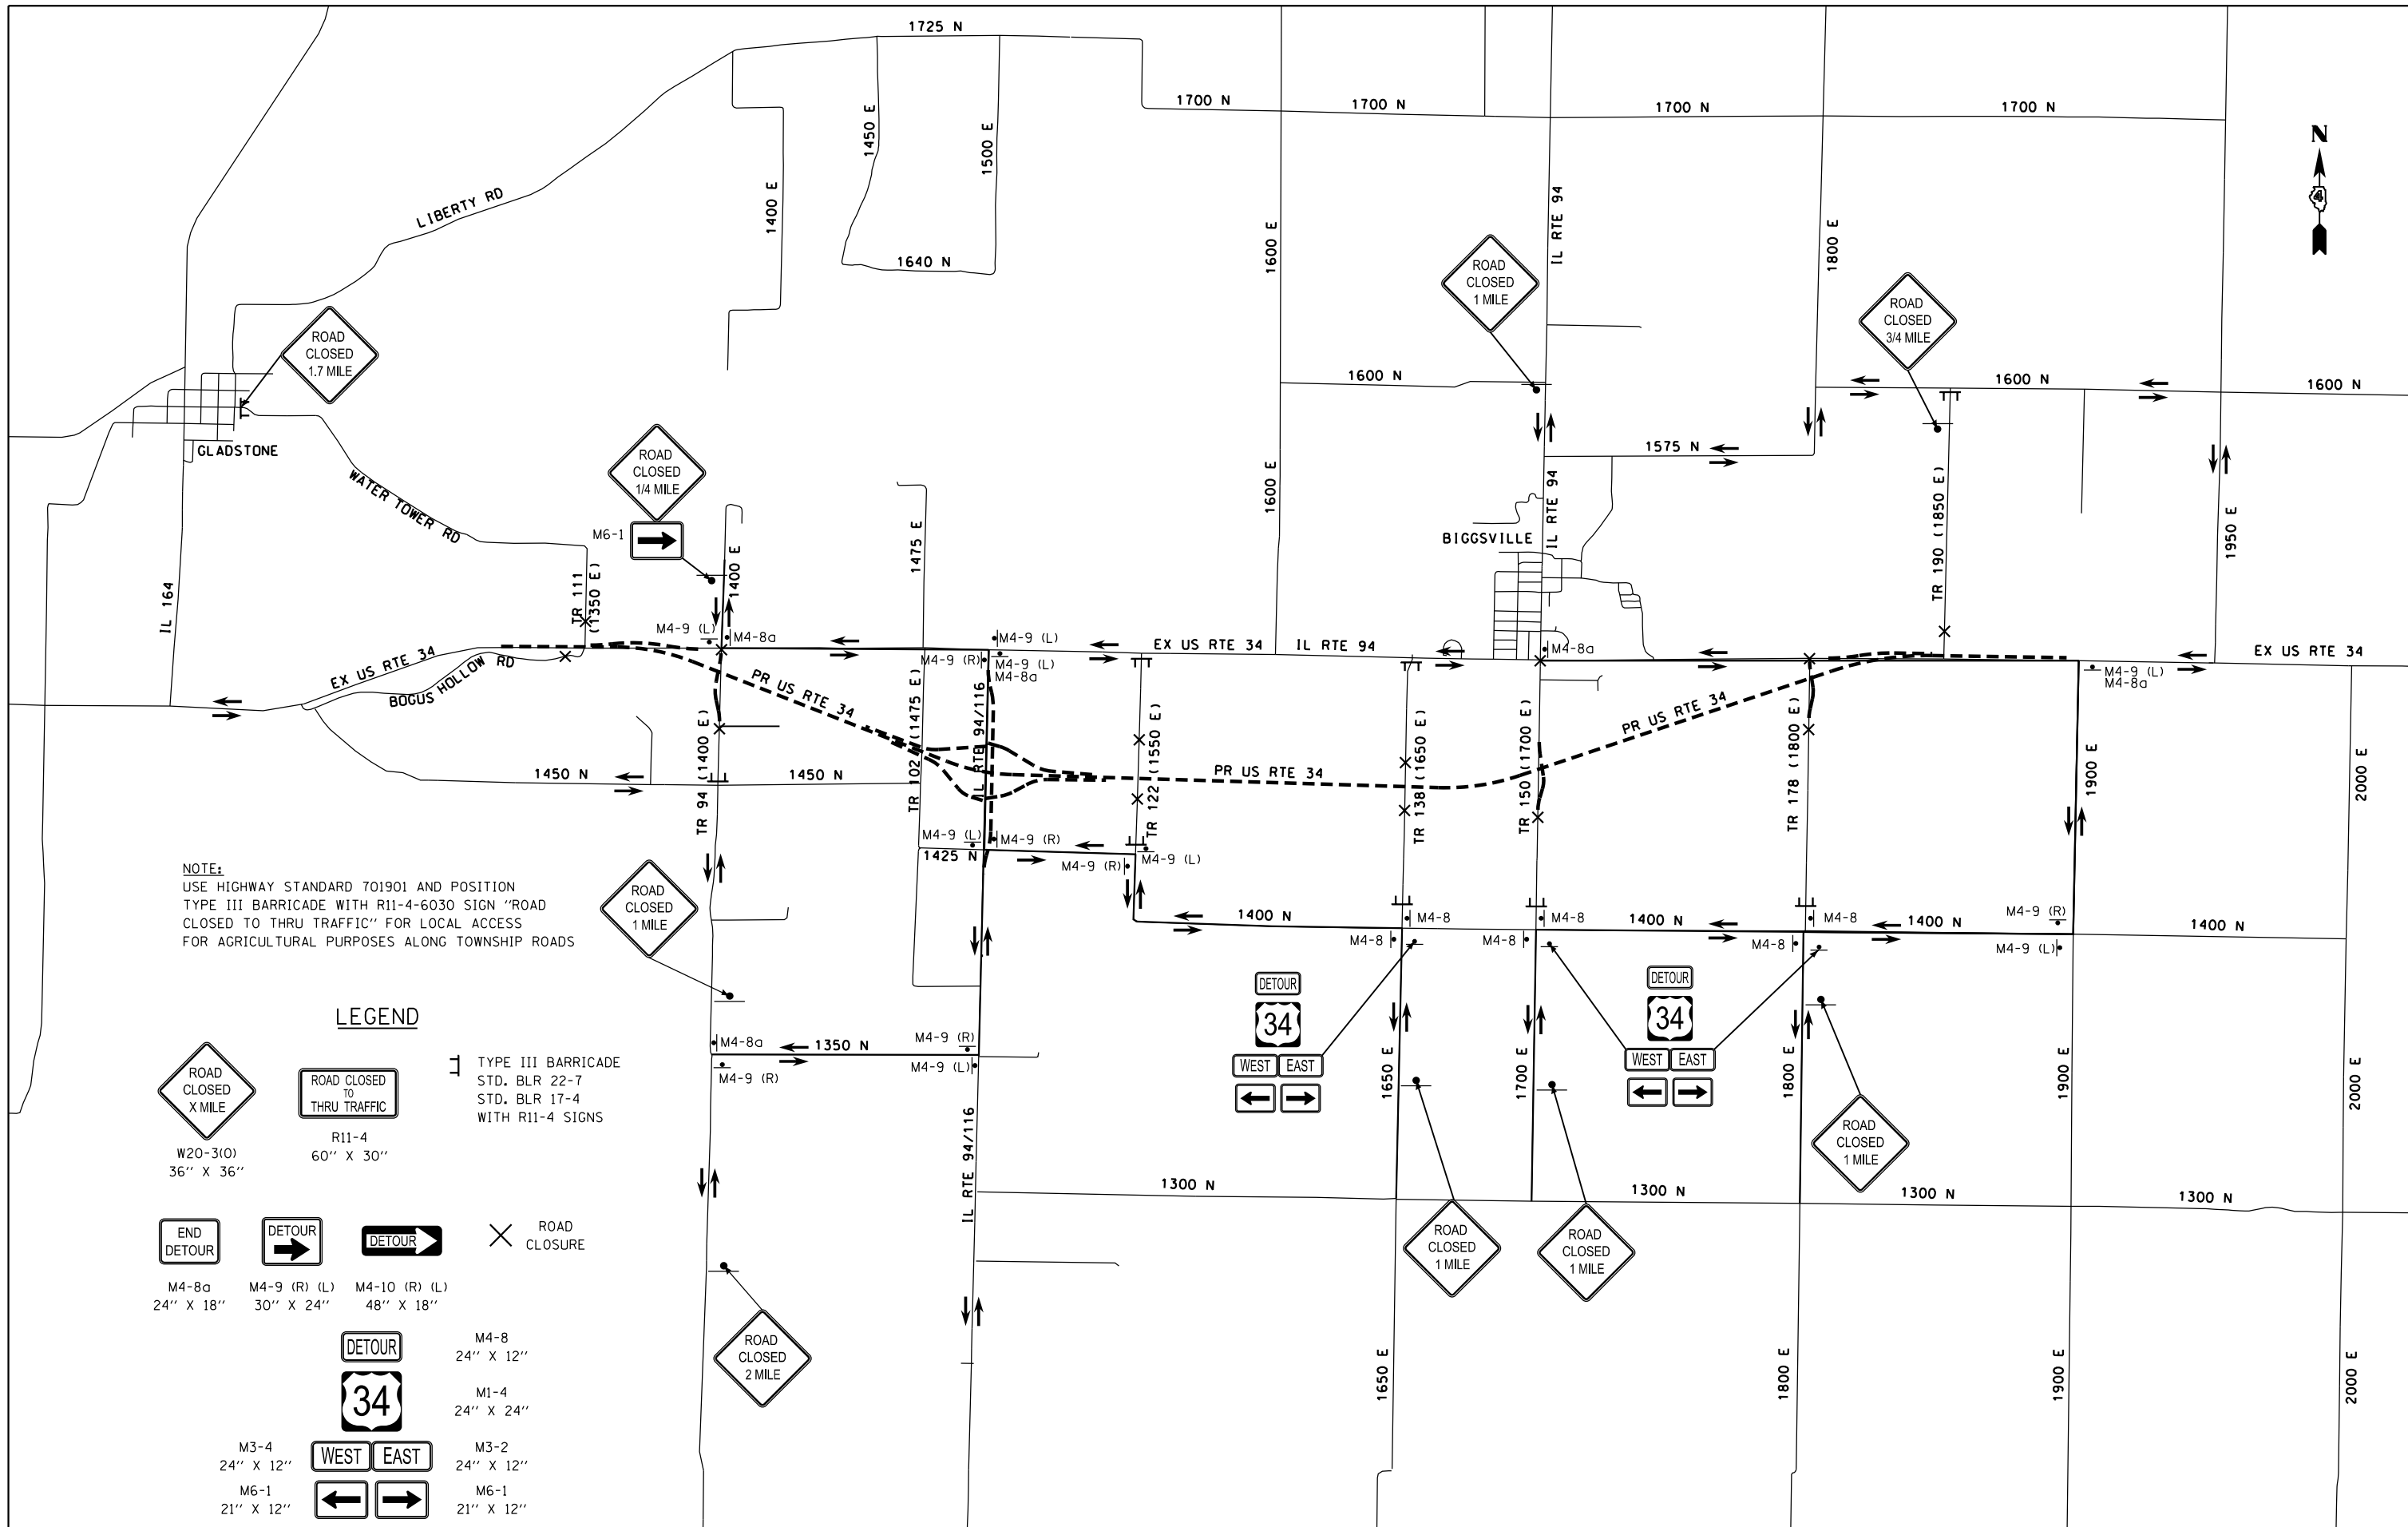 1725 N
1700 N
1700 N
1700 N
1700 N
N
4
1450 E
1500 E
1400 E
LIBERTY RD
1640 N
1600 E
IL RTE 94
1800 E
ROAD
CLOSED
1 MILE
ROAD
CLOSED
3/4 MILE
ROAD
CLOSED
1.7 MILE
1600 N
1600 N
1600 N
GLADSTONE
WATER TOWER RD
ROAD
CLOSED
1/4 MILE
M6-1
1400 E
1475 E
1600 E
1575 N
IL RTE 94
BIGGSVILLE
TR 190 (1850 E)
1950 E
IL 164
TR 111
(1350 E)
M4-9 (L)
M4-8a
M4-9 (L)
M4-9 (R)
M4-9 (L)
M4-8a
EX US RTE 34
IL RTE 94
M4-8a
EX US RTE 34
M4-9 (L)
M4-8a
EX US RTE 34
BOGUS HOLLOW RD
PR US RTE 34
PR US RTE 34
PR US RTE 34
TR 94 (1400 E)
TR 102 (1475 E)
IL RTE 94/116
TR 122 (1550 E)
TR 138 (1650 E)
TR 150 (1700 E)
TR 178 (1800 E)
1900 E
2000 E
1450 N
1450 N
M4-9 (L)
M4-9 (R)
1425 N
M4-9 (R)
M4-9 (L)
NOTE:
USE HIGHWAY STANDARD 701901 AND POSITION
TYPE III BARRICADE WITH R11-4-6030 SIGN "ROAD
CLOSED TO THRU TRAFFIC" FOR LOCAL ACCESS
FOR AGRICULTURAL PURPOSES ALONG TOWNSHIP ROADS
ROAD
CLOSED
1 MILE
1400 N
M4-8
M4-8
M4-8
M4-8
1400 N
M4-8
M4-8
1400 N
M4-9 (R)
M4-9 (L)
1400 N
DETOUR
34
WEST
EAST
DETOUR
34
WEST
EAST
M4-8a
1350 N
M4-9 (R)
M4-9 (R)
M4-9 (L)
1650 E
1700 E
1800 E
1900 E
2000 E
LEGEND
ROAD
CLOSED
X MILE
W20-3(O)
36" X 36"
ROAD CLOSED
TO
THRU TRAFFIC
R11-4
60" X 30"
TYPE III BARRICADE
STD. BLR 22-7
STD. BLR 17-4
WITH R11-4 SIGNS
ROAD
CLOSED
1 MILE
IL RTE 94/116
1300 N
1300 N
1300 N
1300 N
ROAD
CLOSED
1 MILE
ROAD
CLOSED
1 MILE
END
DETOUR
M4-8a
24" X 18"
DETOUR
M4-9 (R) (L)
30" X 24"
DETOUR
M4-10 (R) (L)
48" X 18"
ROAD
CLOSURE
ROAD
CLOSED
2 MILE
DETOUR
M4-8
24" X 12"
34
M1-4
24" X 24"
M3-4
24" X 12"
WEST
EAST
M3-2
24" X 12"
M6-1
21" X 12"
M6-1
21" X 12"
1650 E
1800 E
1900 E
2000 E